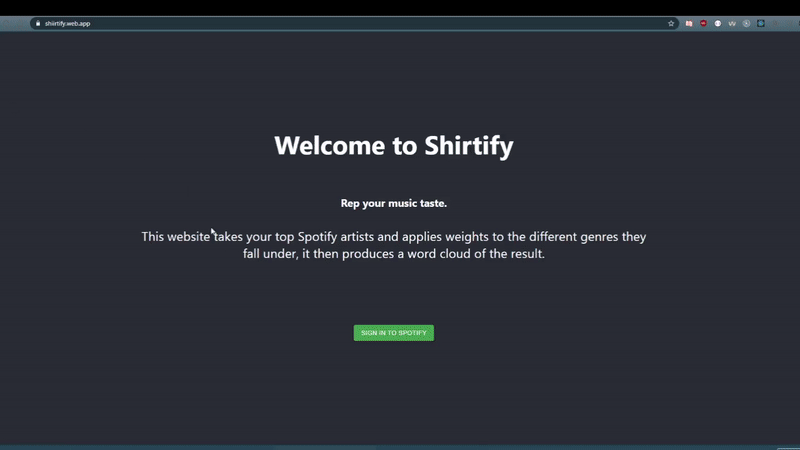 shiirtify.web.app
Welcome to Shirtify
Rep your music taste.
This website takes your top Spotify artists and applies weights to the different genres they
fall under, it then produces a word cloud of the result.
SIGN IN TO SPOTIFY